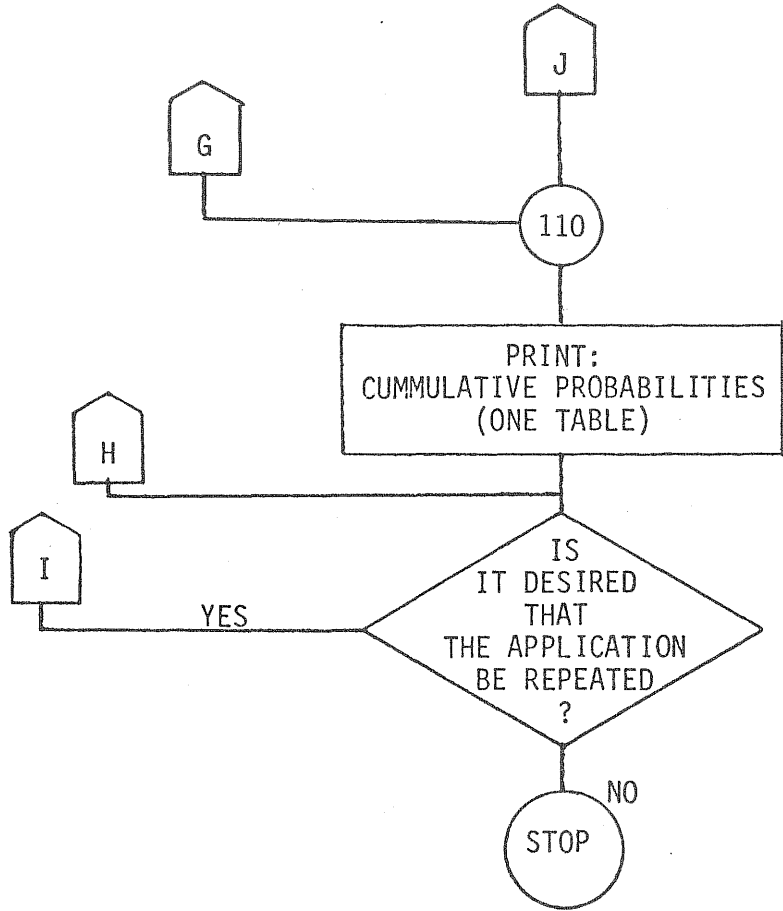 J
G
110
PRINT:
CUMMULATIVE PROBABILITIES
(ONE TABLE)
H
I
YES
IS
IT DESIRED
THAT
THE APPLICATION
BE REPEATED
?
NO
STOP